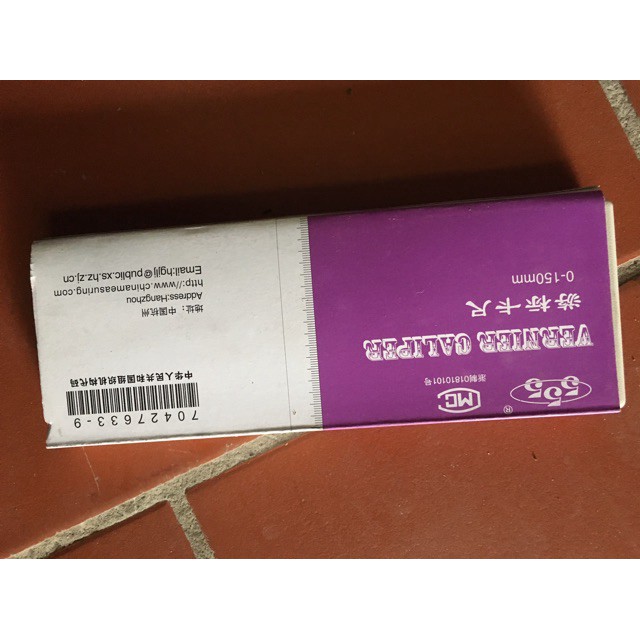 555
®
MC
浙制01810101号
VERNIER CALIPER
游标卡尺
0-150mm
70427633-9
中华人民共和国组织机构代码
地址：中国杭州
Address:Hangzhou
http://www.chinameasuring.com
Email:hglj@public.xs.hz.zj.cn